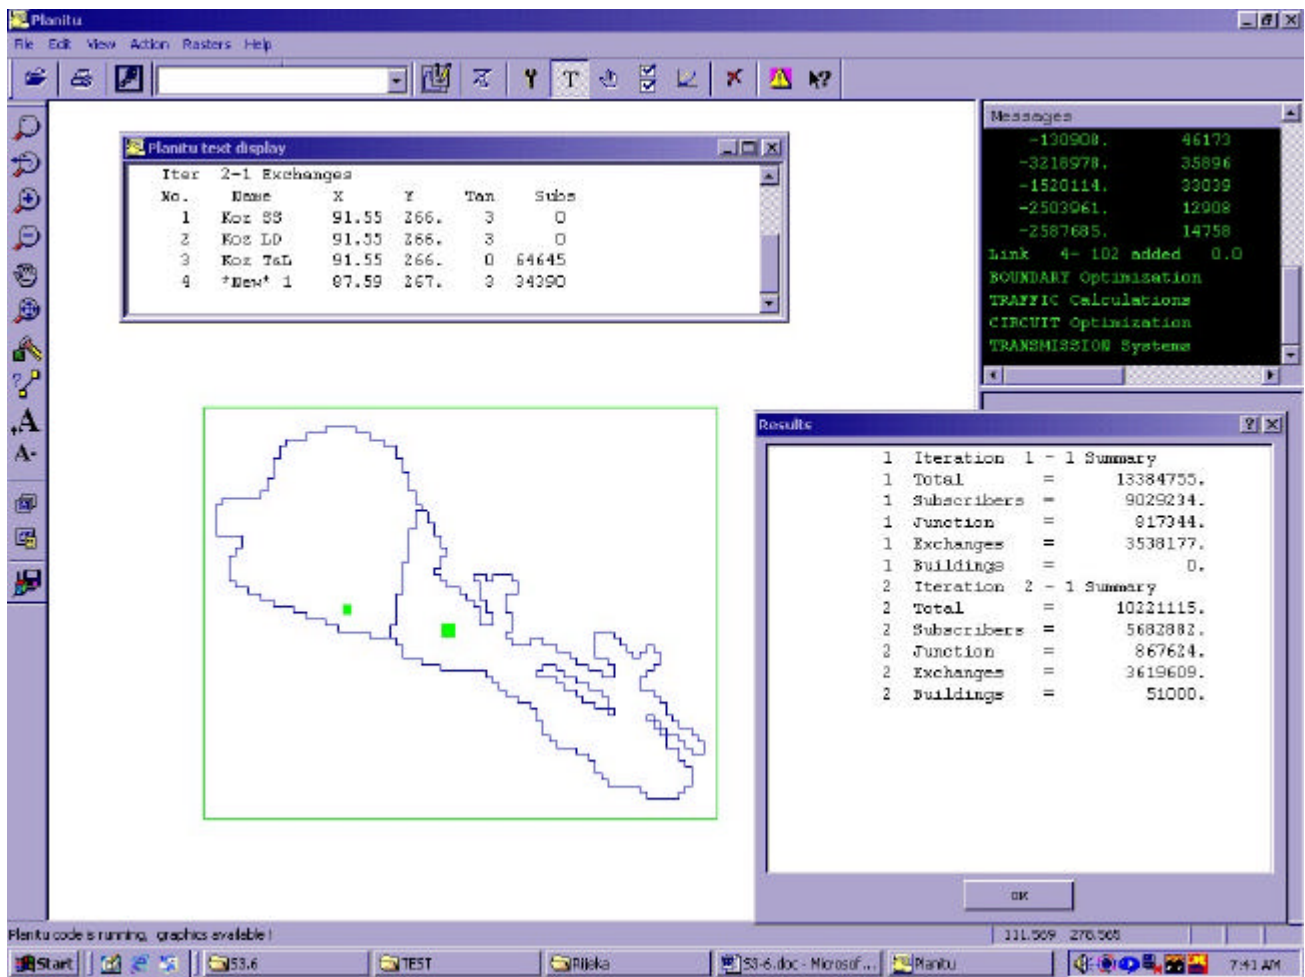 Planitu
File Edit View Action Rasters Help
T
Planitu text display
Iter 2-1 Exchanges
No. Name X Y Tan Subs
1 Koz SS 91.55 266. 3 0
2 Koz LD 91.55 266. 3 0
3 Koz T&L 91.55 266. 0 64645
4 *New* 1 87.59 267. 3 34390
Messages
-130908. 46173
-3218978. 35896
-1520114. 33039
-2503961. 12908
-2587685. 14758
Link 4- 102 added 0.0
BOUNDARY Optimization
TRAFFIC Calculations
CIRCUIT Optimization
TRANSMISSION Systems
A
A-
Results
1 Iteration 1 - 1 Summary
1 Total = 13384755.
1 Subscribers = 9029234.
1 Junction = 817344.
1 Exchanges = 3538177.
1 Buildings = 0.
2 Iteration 2 - 1 Summary
2 Total = 10221115.
2 Subscribers = 5682882.
2 Junction = 867624.
2 Exchanges = 3619609.
2 Buildings = 51000.
OK
Planitu code is running, graphics available !
111.569 276.565
Start S3.6 TEST Rijeka S3-6.doc - Microsof... Planitu 7:41 AM